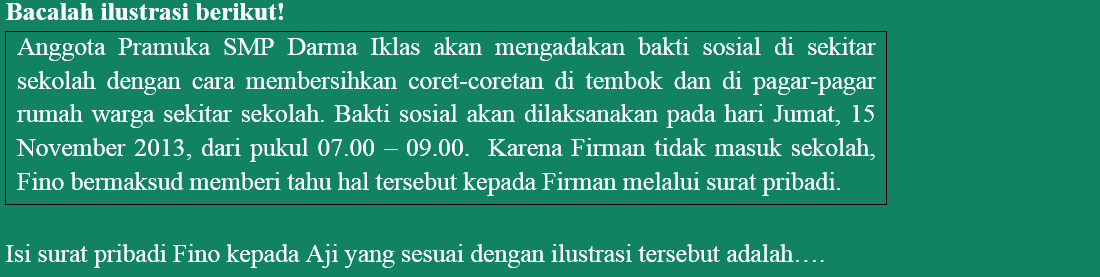 Bacalah ilustrasi berikut!
Anggota Pramuka SMP Darma Iklas akan mengadakan bakti sosial di sekitar
sekolah dengan cara membersihkan coret-coretan di tembok dan di pagar-pagar
rumah warga sekitar sekolah. Bakti sosial akan dilaksanakan pada hari Jumat, 15
November 2013, dari pukul 07.00 – 09.00. Karena Firman tidak masuk sekolah,
Fino bermaksud memberi tahu hal tersebut kepada Firman melalui surat pribadi.
Isi surat pribadi Fino kepada Aji yang sesuai dengan ilustrasi tersebut adalah….